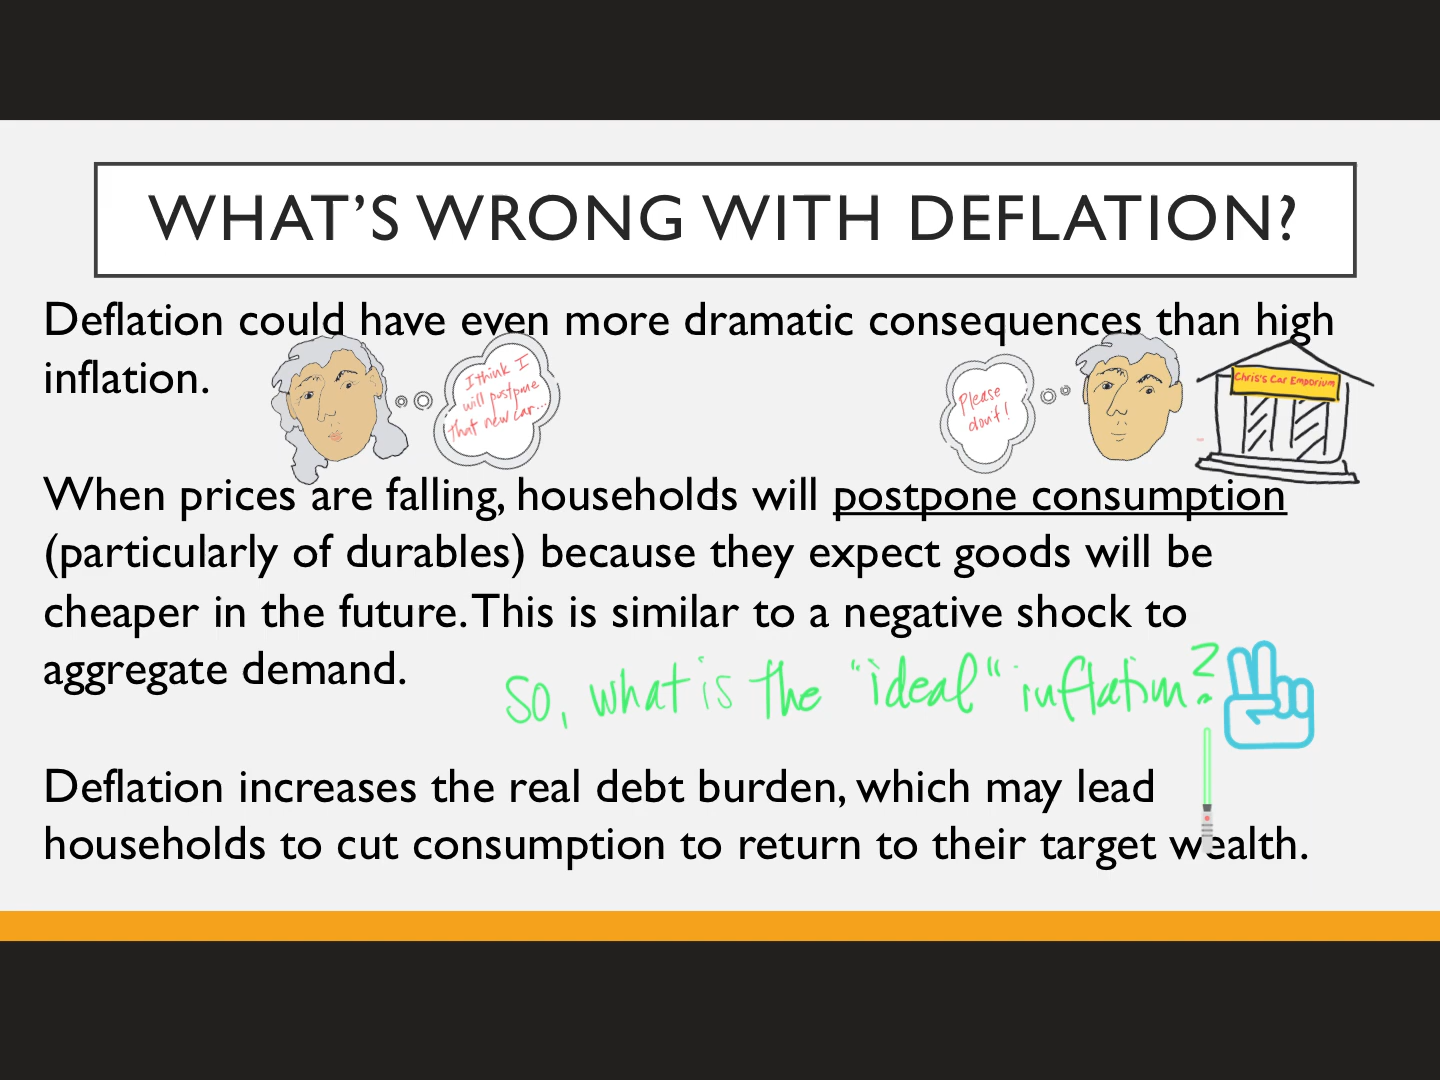 WHAT'S WRONG WITH DEFLATION?
Deflation could have even more dramatic consequences than high
inflation.
I think I
will postpone
that new car...
Please
don't!
Chris's Car Emporium
When prices are falling, households will postpone consumption
(particularly of durables) because they expect goods will be
cheaper in the future. This is similar to a negative shock to
aggregate demand.
So, what is the "ideal" inflation?
Deflation increases the real debt burden, which may lead
households to cut consumption to return to their target wealth.